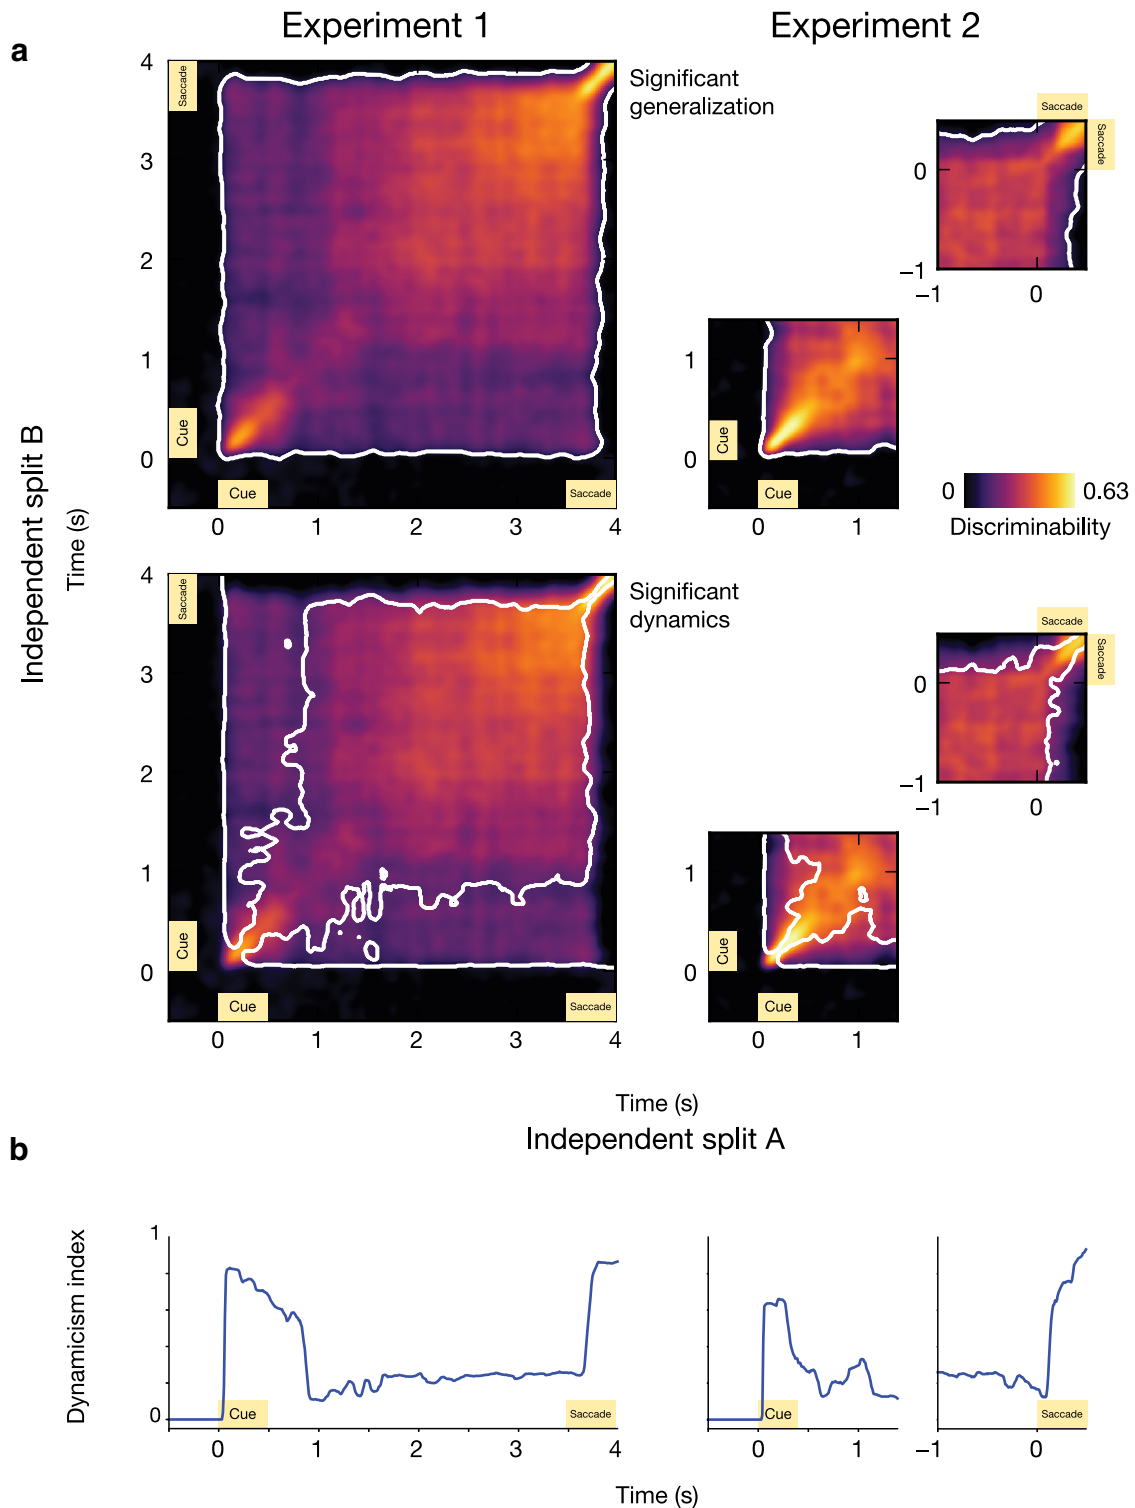 Experiment 1
Experiment 2
a
Significant
generalization
Saccade
4
3
2
1
0
Cue
Cue
Saccade
0
1
2
3
4
Saccade
Saccade
0
−1
−1
0
1
0
Cue
Cue
0
1
0
0.63
Discriminability
Independent split B
Time (s)
Significant
dynamics
Saccade
4
3
2
1
0
Cue
Cue
Saccade
0
1
2
3
4
Saccade
Saccade
0
−1
−1
0
1
0
Cue
Cue
0
1
Time (s)
Independent split A
b
Dynamicism index
1
0
Cue
Saccade
0
1
2
3
4
Cue
0
1
Saccade
−1
0
Time (s)